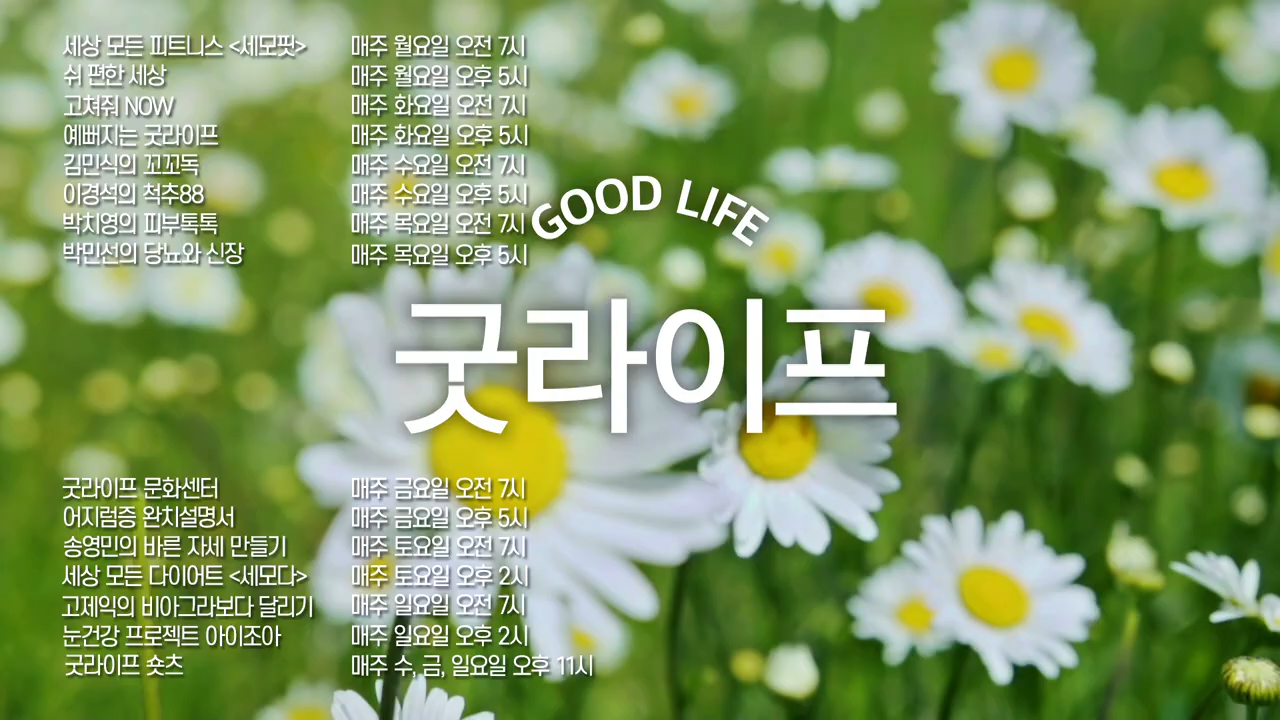 세상 모든 피트니스 <세모핏> 매주 월요일 오전 7시
쉬 편한 세상 매주 월요일 오후 5시
고쳐줘 NOW 매주 화요일 오전 7시
예뻐지는 굿라이프 매주 화요일 오후 5시
김민식의 꼬꼬독 매주 수요일 오전 7시
이경석의 척추88 매주 수요일 오후 5시
박치영의 피부톡톡 매주 목요일 오전 7시
박민선의 당뇨와 신장 매주 목요일 오후 5시
GOOD LIFE
굿라이프
굿라이프 문화센터 매주 금요일 오전 7시
어지럼증 완치설명서 매주 금요일 오후 5시
송영민의 바른 자세 만들기 매주 토요일 오전 7시
세상 모든 다이어트 <세모다> 매주 토요일 오후 2시
고제익의 비아그라보다 달리기 매주 일요일 오전 7시
눈건강 프로젝트 아이조아 매주 일요일 오후 2시
굿라이프 숏츠 매주 수, 금, 일요일 오후 11시